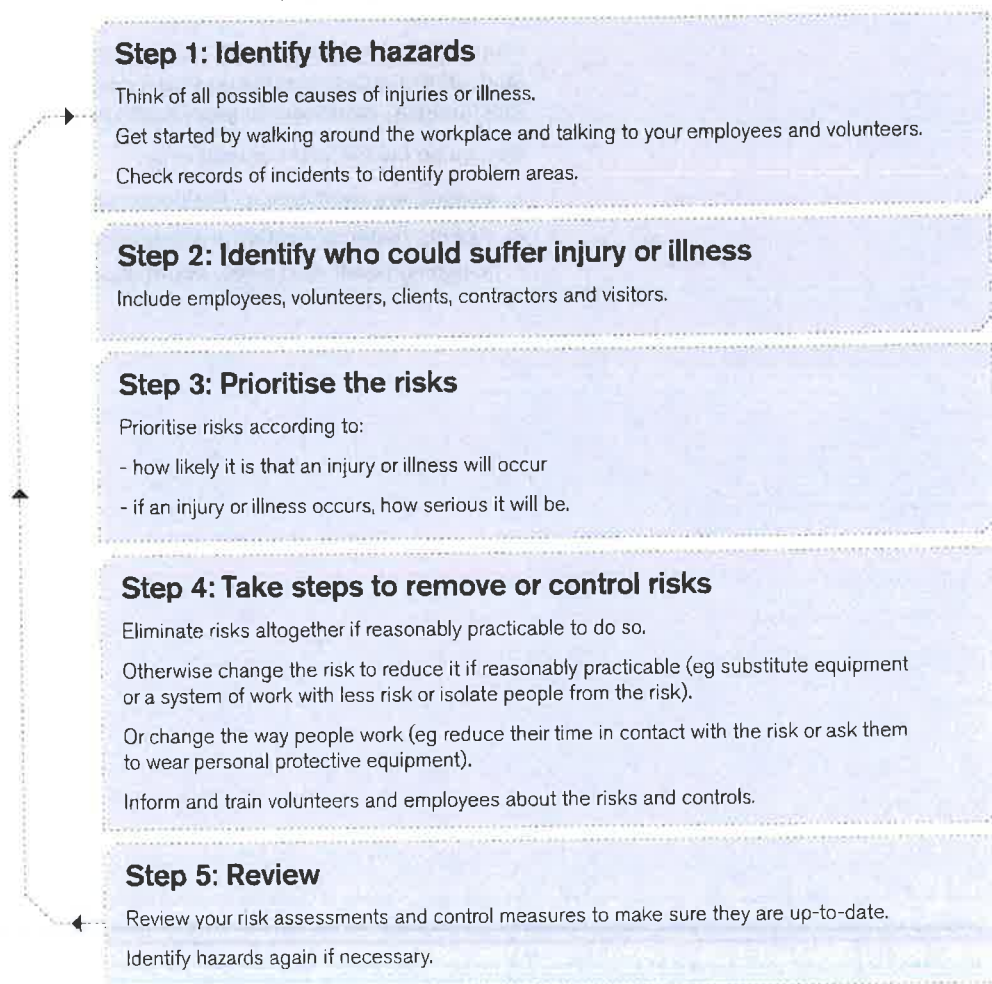 Step 1: Identify the hazards
Think of all possible causes of injuries or illness.
Get started by walking around the workplace and talking to your employees and volunteers.
Check records of incidents to identify problem areas.
Step 2: Identify who could suffer injury or illness
Include employees, volunteers, clients, contractors and visitors.
Step 3: Prioritise the risks
Prioritise risks according to:
- how likely it is that an injury or illness will occur
- if an injury or illness occurs, how serious it will be.
Step 4: Take steps to remove or control risks
Eliminate risks altogether if reasonably practicable to do so.
Otherwise change the risk to reduce it if reasonably practicable (eg substitute equipment
or a system of work with less risk or isolate people from the risk).
Or change the way people work (eg reduce their time in contact with the risk or ask them
to wear personal protective equipment).
Inform and train volunteers and employees about the risks and controls.
Step 5: Review
Review your risk assessments and control measures to make sure they are up-to-date.
Identify hazards again if necessary.